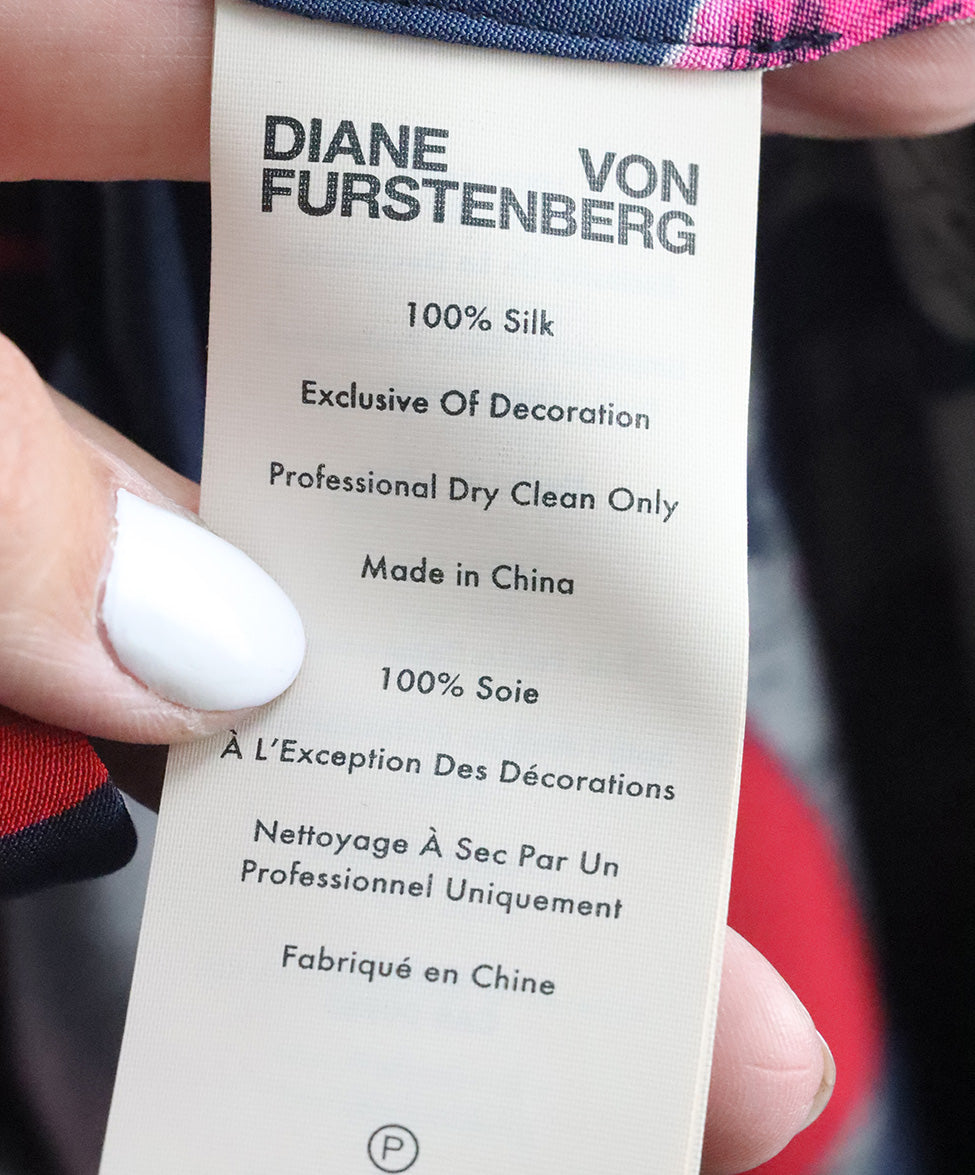 DIANE VON
FURSTENBERG
100% Silk
Exclusive Of Decoration
Professional Dry Clean Only
Made in China
100% Soie
À L'Exception Des Décorations
Nettoyage À Sec Par Un
Professionnel Uniquement
Fabriqué en Chine
P